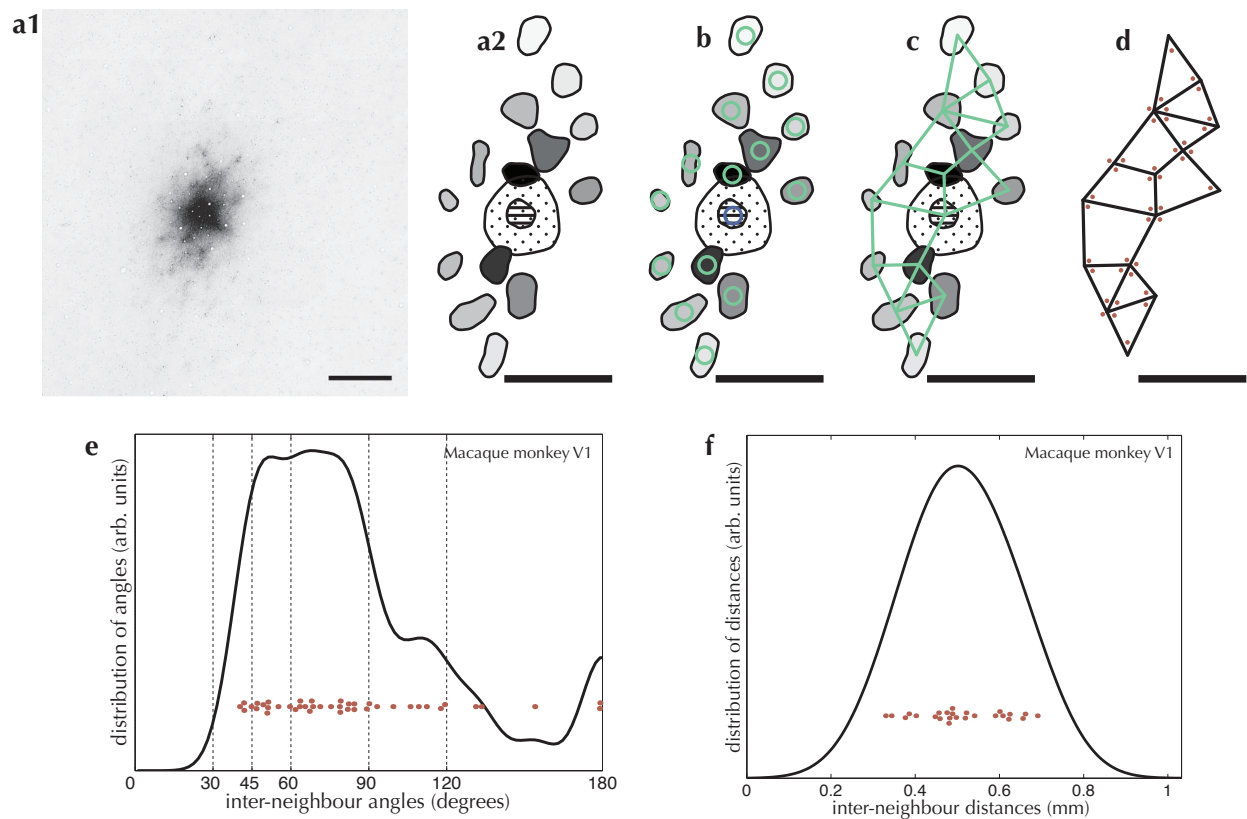 a1
a2
b
c
d
e
Macaque monkey V1
distribution of angles (arb. units)
0 30 45 60 90 120 180
inter-neighbour angles (degrees)
f
Macaque monkey V1
distribution of distances (arb. units)
0 0.2 0.4 0.6 0.8 1
inter-neighbour distances (mm)